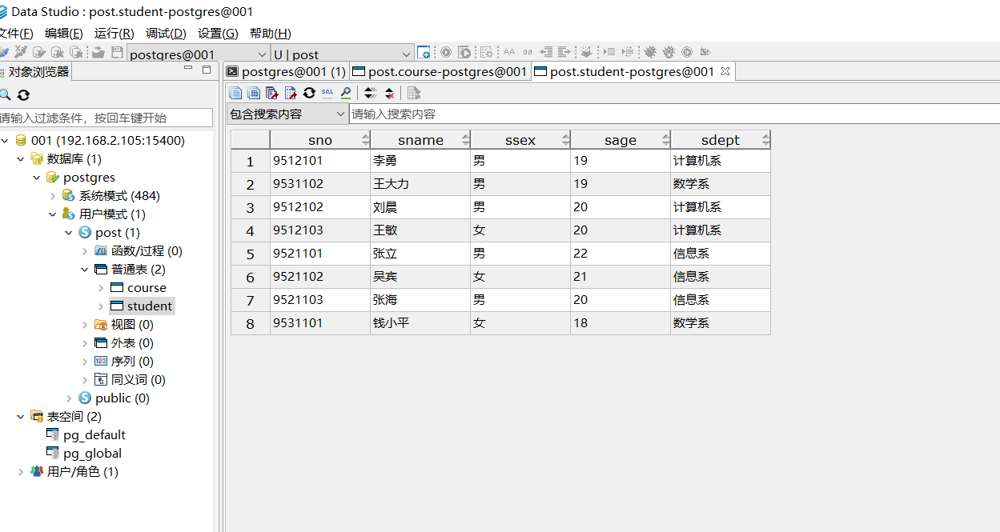 Data Studio : post.student-postgres@001
文件(F) 编辑(E) 运行(R) 调试(D) 设置(G) 帮助(H)
postgres@001 U | post
对象浏览器
postgres@001 (1) post.course-postgres@001 post.student-postgres@001
SQL
包含搜索内容 请输入搜索内容
请输入过滤条件，按回车键开始
001 (192.168.2.105:15400)
数据库 (1)
postgres
系统模式 (484)
用户模式 (1)
post (1)
函数/过程 (0)
普通表 (2)
course
student
视图 (0)
外表 (0)
序列 (0)
同义词 (0)
public (0)
表空间 (2)
pg_default
pg_global
用户/角色 (1)
sno sname ssex sage sdept
1 9512101 李勇 男 19 计算机系
2 9531102 王大力 男 19 数学系
3 9512102 刘晨 男 20 计算机系
4 9512103 王敏 女 20 计算机系
5 9521101 张立 男 22 信息系
6 9521102 吴宾 女 21 信息系
7 9521103 张海 男 20 信息系
8 9531101 钱小平 女 18 数学系